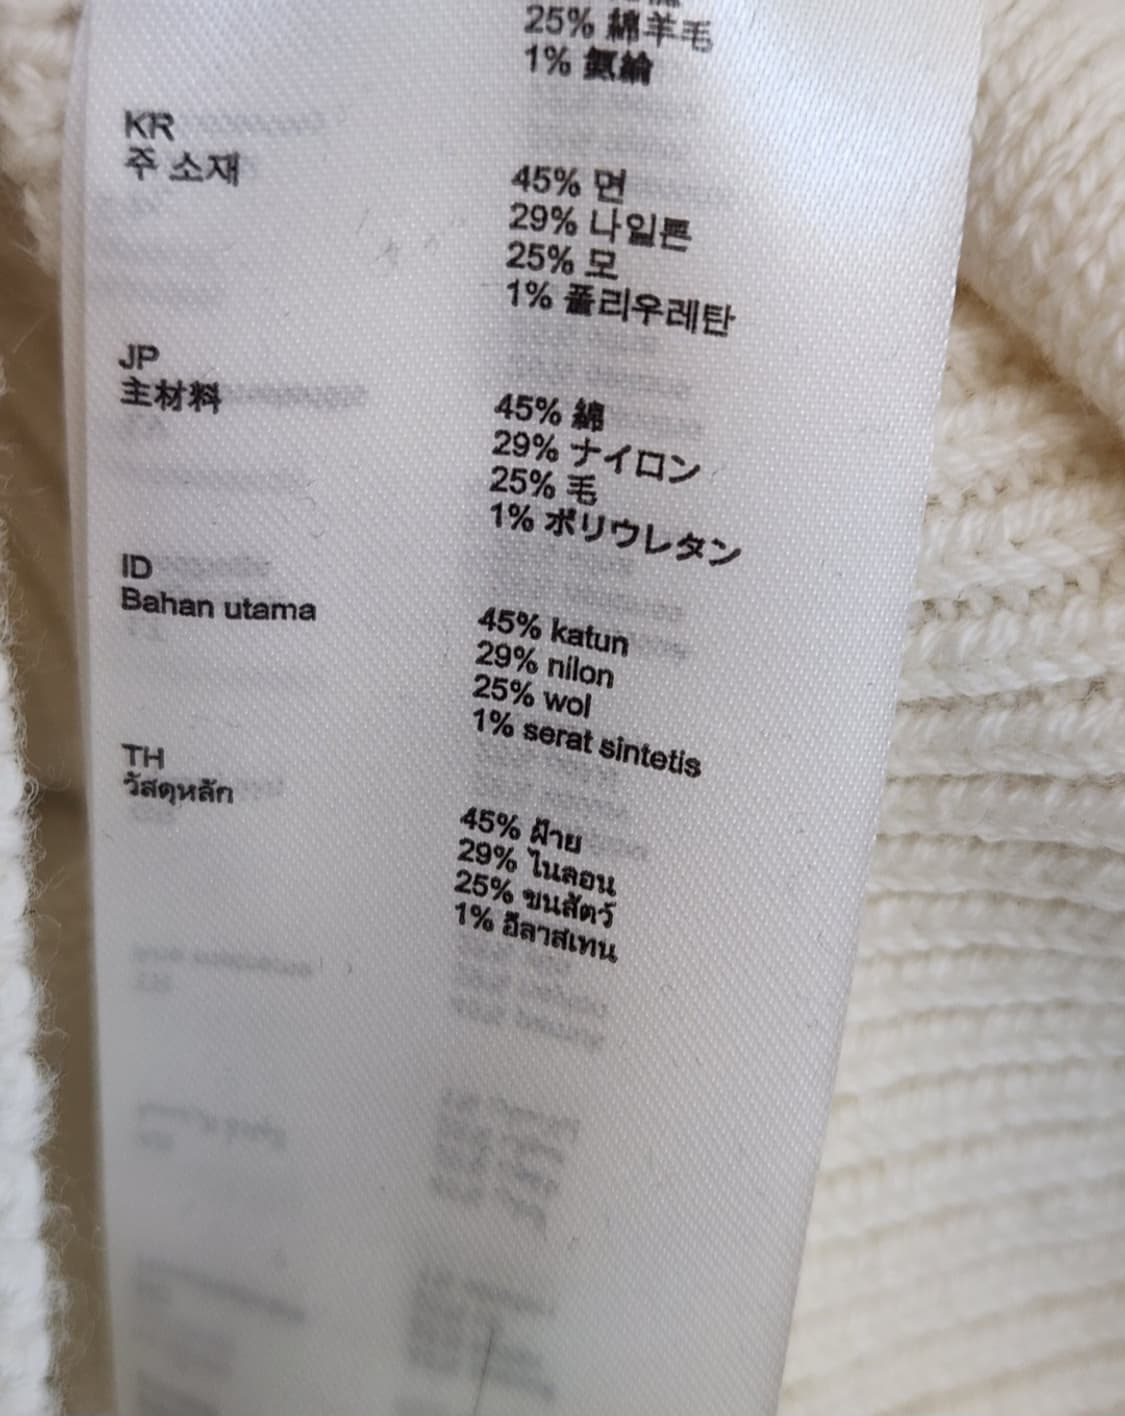 25% 綿羊毛
1% 氨綸
KR
주 소재
45% 면
29% 나일론
25% 모
1% 폴리우레탄
JP
主材料
45% 綿
29% ナイロン
25% 毛
1% ポリウレタン
ID
Bahan utama
45% katun
29% nilon
25% wol
1% serat sintetis
TH
วัสดุหลัก
45% ฝ้าย
29% ไนลอน
25% ขนสัตว์
1% อีลาสเทน